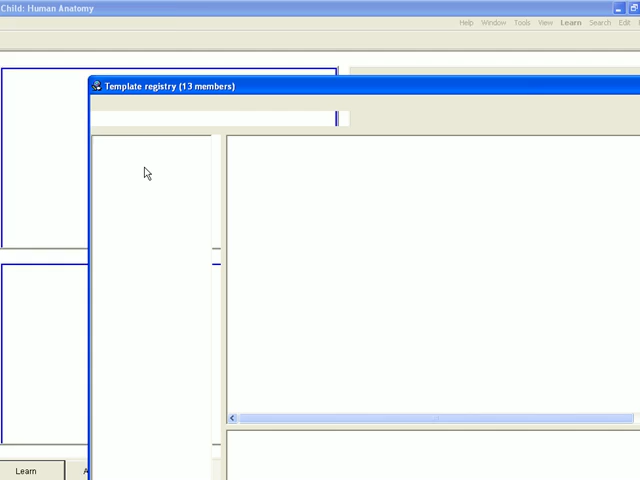 Child: Human Anatomy
Help Window Tools View Learn Search Edit
Template registry (13 members)
Learn A